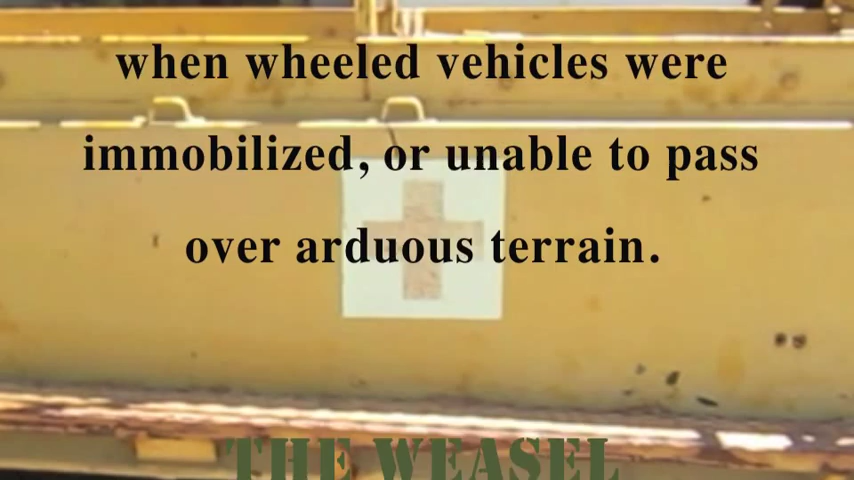 when wheeled vehicles were
immobilized, or unable to pass
over arduous terrain.
THE WEASEL